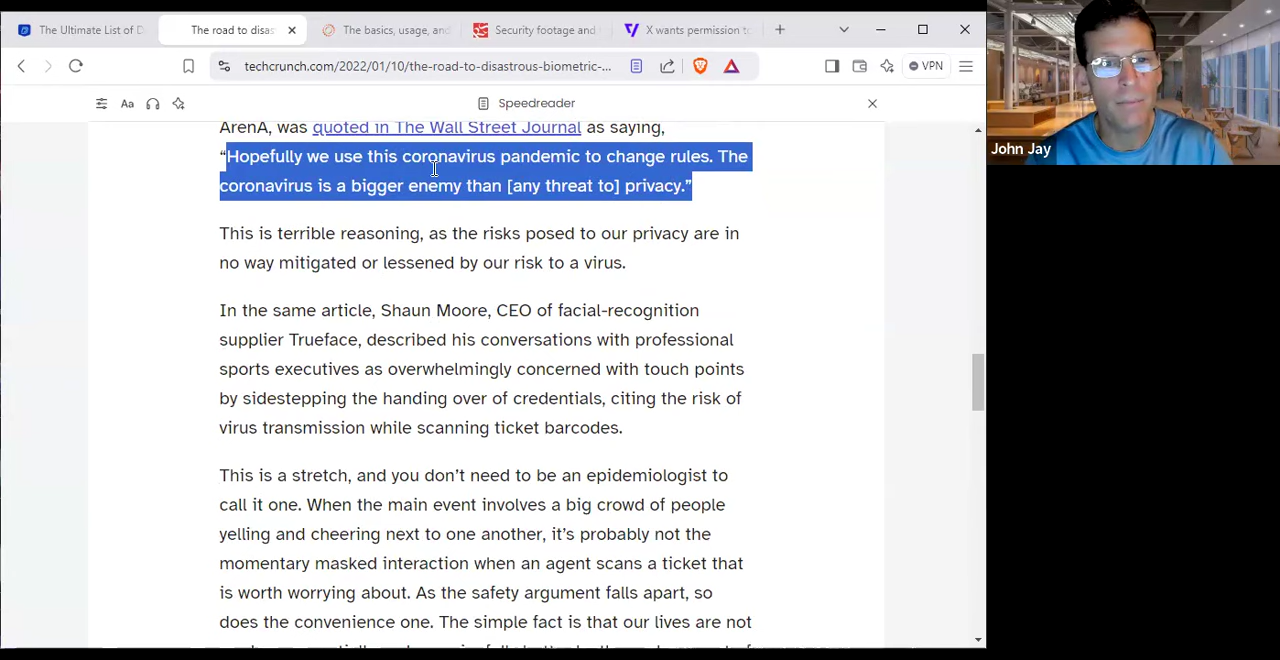 The Ultimate List of D
The road to disas
The basics, usage, and
Security footage and
X wants permission to
techcrunch.com/2022/01/10/the-road-to-disastrous-biometric-...
VPN
Aa
Speedreader
John Jay
ArenA, was quoted in The Wall Street Journal as saying,
“Hopefully we use this coronavirus pandemic to change rules. The
coronavirus is a bigger enemy than [any threat to] privacy.”
This is terrible reasoning, as the risks posed to our privacy are in
no way mitigated or lessened by our risk to a virus.
In the same article, Shaun Moore, CEO of facial-recognition
supplier Trueface, described his conversations with professional
sports executives as overwhelmingly concerned with touch points
by sidestepping the handing over of credentials, citing the risk of
virus transmission while scanning ticket barcodes.
This is a stretch, and you don’t need to be an epidemiologist to
call it one. When the main event involves a big crowd of people
yelling and cheering next to one another, it’s probably not the
momentary masked interaction when an agent scans a ticket that
is worth worrying about. As the safety argument falls apart, so
does the convenience one. The simple fact is that our lives are not